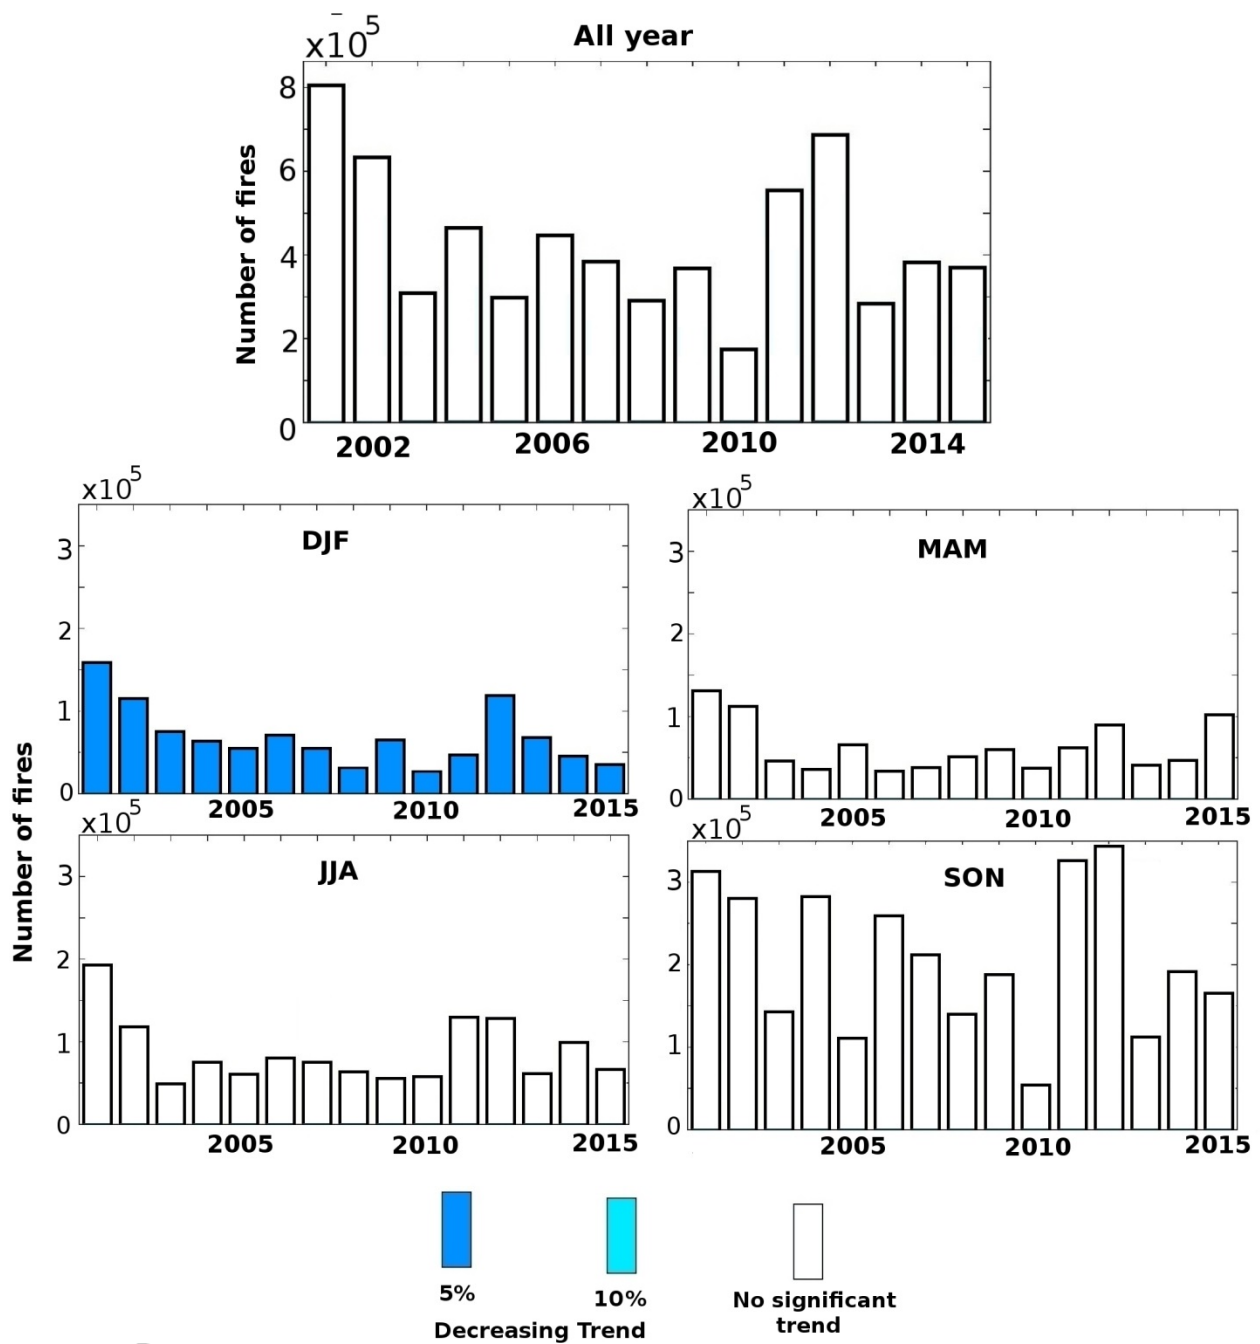 x10^5
All year
Number of fires
8
6
4
2
0
2002 2006 2010 2014
x10^5
DJF
3
2
1
0
2005 2010 2015
x10^5
MAM
3
2
1
0
2005 2010 2015
Number of fires
x10^5
JJA
3
2
1
0
2005 2010 2015
x10^5
SON
3
2
1
0
2005 2010 2015
5%
10%
Decreasing Trend
No significant
trend